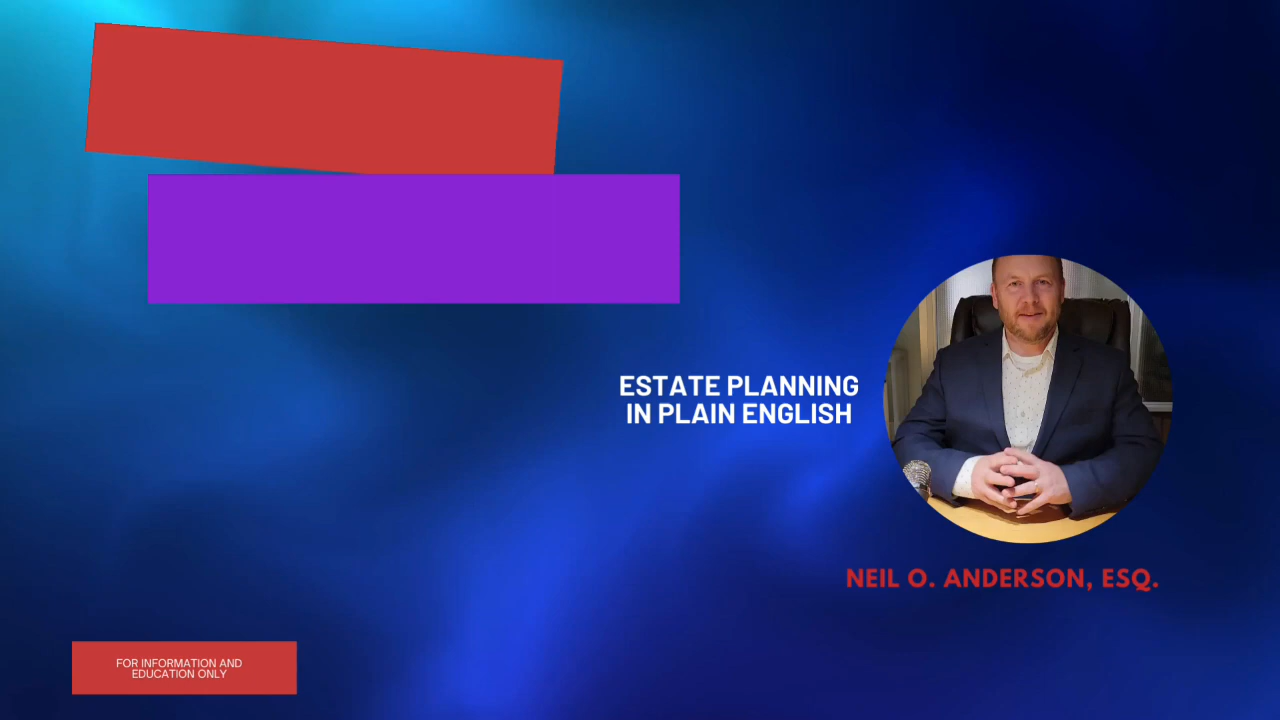 ESTATE PLANNING
IN PLAIN ENGLISH
NEIL O. ANDERSON, ESQ.
FOR INFORMATION AND
EDUCATION ONLY